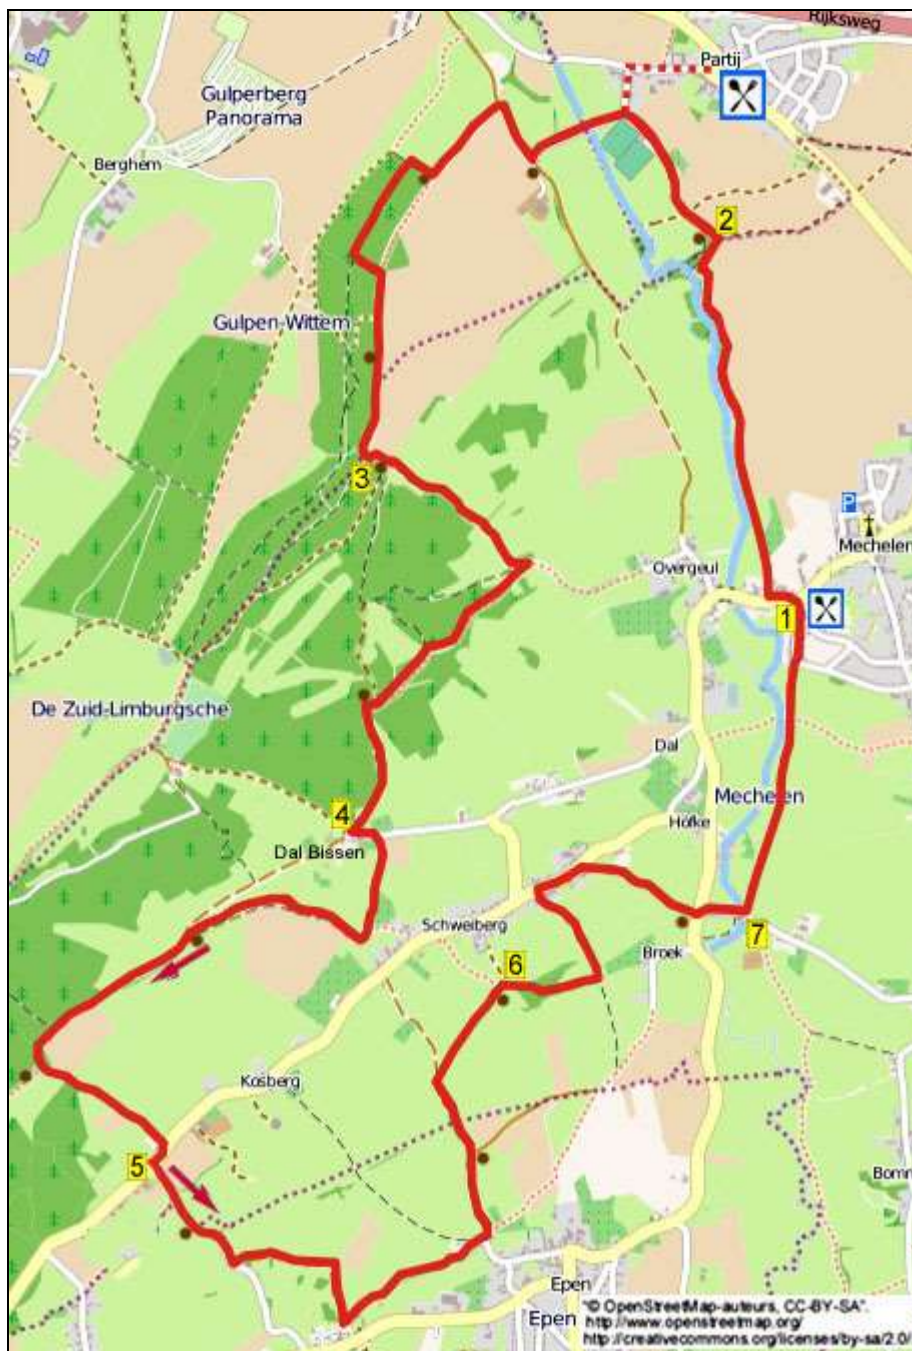 Rijksweg
Partij
Gulperberg
Panorama
Berghem
2
Gulpen-Wittem
3
P
Mechelen
Overgeul
1
De Zuid-Limburgsche
Dal
Mechelen
4
Hofke
Dal Bissen
Schweiberg
7
Broek
6
Kosberg
5
Epen
Epen
"© OpenStreetMap-auteurs, CC-BY-SA".
http://www.openstreetmap.org/
http://creativecommons.org/licenses/by-sa/2.0/